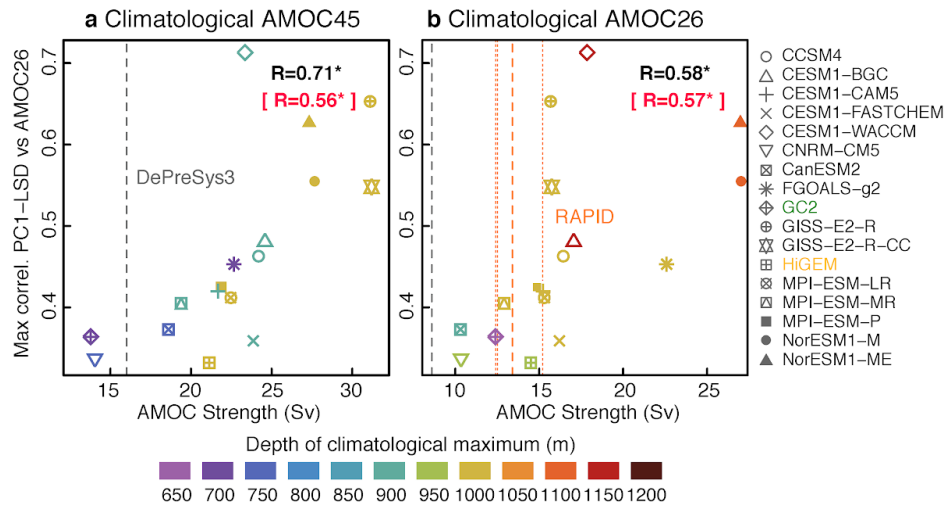 a Climatological AMOC45
b Climatological AMOC26
Max correl. PC1-LSD vs AMOC26
0.7
0.6
0.5
0.4
R=0.71*
[ R=0.56* ]
DePreSys3
15
20
25
30
AMOC Strength (Sv)
0.7
0.6
0.5
0.4
R=0.58*
[ R=0.57* ]
RAPID
10
15
20
25
AMOC Strength (Sv)
CCSM4
CESM1-BGC
CESM1-CAM5
CESM1-FASTCHEM
CESM1-WACCM
CNRM-CM5
CanESM2
FGOALS-g2
GC2
GISS-E2-R
GISS-E2-R-CC
HiGEM
MPI-ESM-LR
MPI-ESM-MR
MPI-ESM-P
NorESM1-M
NorESM1-ME
Depth of climatological maximum (m)
650 700 750 800 850 900 950 1000 1050 1100 1150 1200